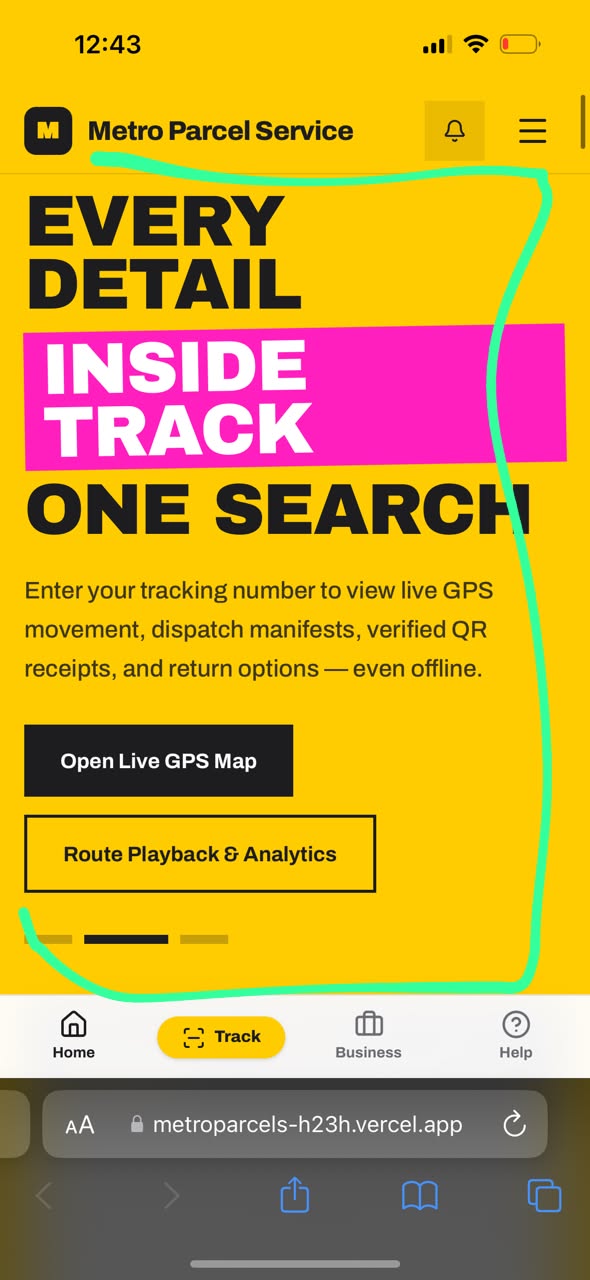 12:43
M Metro Parcel Service
EVERY
DETAIL
INSIDE
TRACK
ONE SEARCH
Enter your tracking number to view live GPS
movement, dispatch manifests, verified QR
receipts, and return options — even offline.
Open Live GPS Map
Route Playback & Analytics
Home Track Business Help
AA metroparcels-h23h.vercel.app